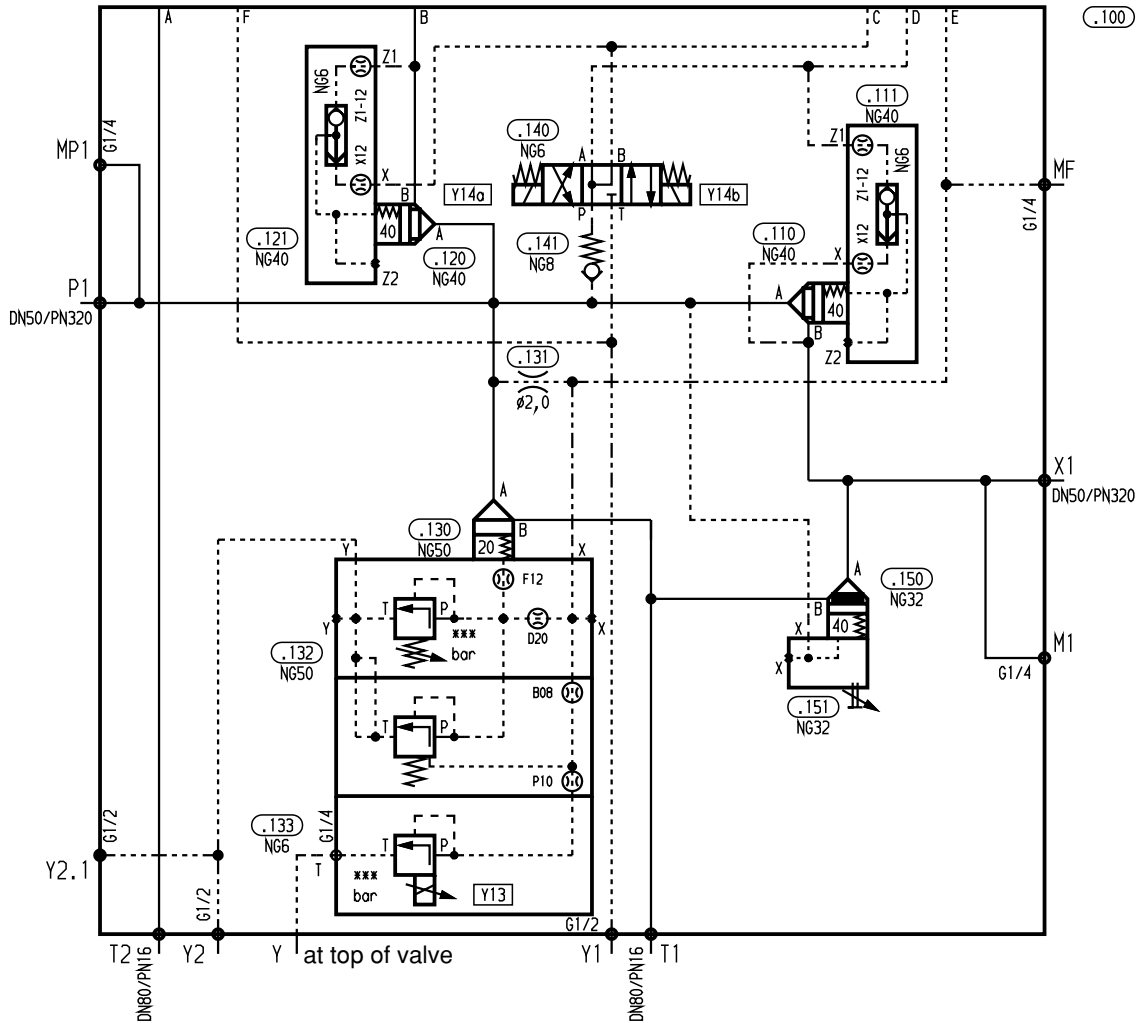 A
F
B
C
D
E
.100
G1/4
MP1
NG6
Z1
Z1-12
X12
X
B
A
40
Z2
.121
NG40
.120
NG40
Y14a
.140
NG6
A
B
P
T
Y14b
.141
NG8
.111
NG40
Z1
NG6
Z1-12
X12
X
.110
NG40
A
40
B
Z2
MF
G1/4
P1
DN50/PN320
.131
ø2,0
X1
DN50/PN320
A
.130
NG50
B
20
Y
X
F12
T
P
D20
Y
X
***
bar
.132
NG50
B08
T
P
P10
A
.150
NG32
B
40
X
X
.151
NG32
M1
G1/4
G1/2
Y2.1
.133
NG6
G1/4
T
T
P
***
bar
Y13
G1/2
G1/2
T2
DN80/PN16
Y2
Y at top of valve
Y1
DN80/PN16
T1